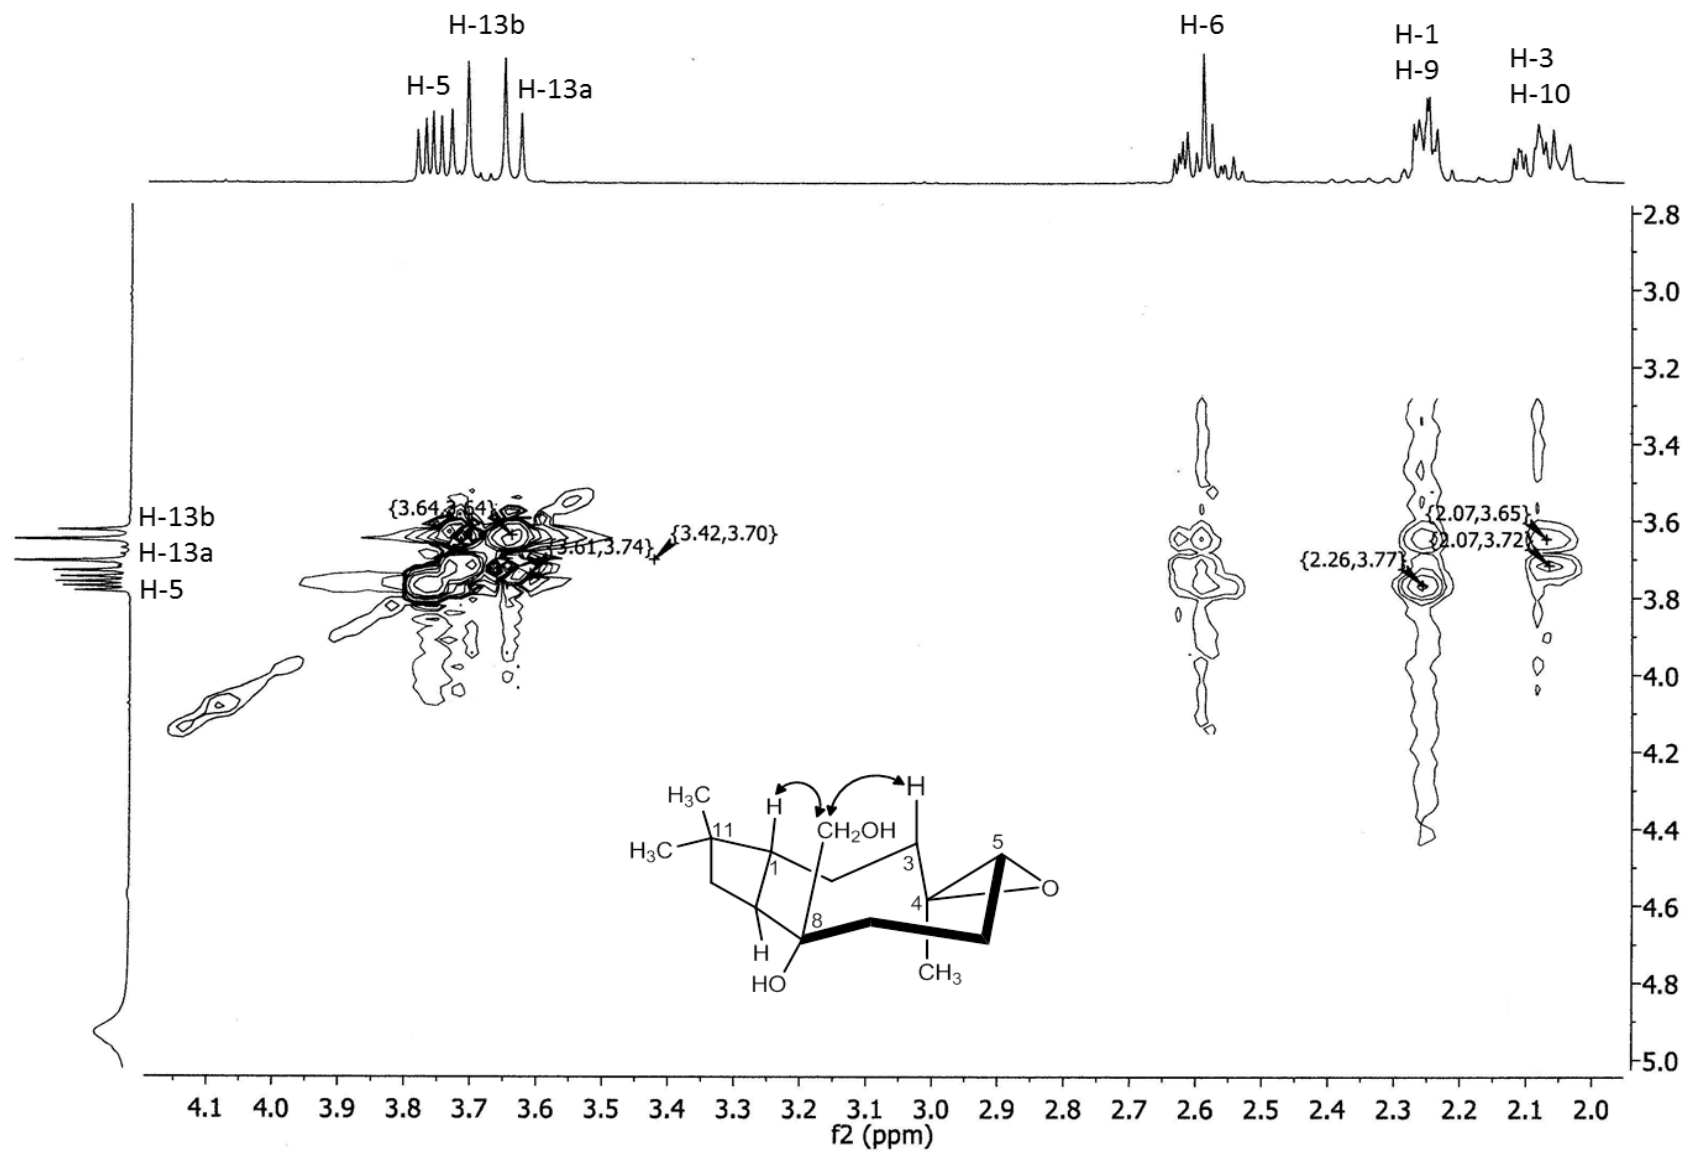 H-13b
H-5
H-13a
H-6
H-1
H-9
H-3
H-10
2.8
3.0
3.2
3.4
3.6
3.8
4.0
4.2
4.4
4.6
4.8
5.0
H-13b
H-13a
H-5
{3.64,3.64}
{3.61,3.74}
{3.42,3.70}
{2.07,3.65}
{2.07,3.72}
{2.26,3.77}
H3C
H
H
CH2OH
11
H3C
1
3
5
O
4
8
H
HO
CH3
4.1 4.0 3.9 3.8 3.7 3.6 3.5 3.4 3.3 3.2 3.1 3.0 2.9 2.8 2.7 2.6 2.5 2.4 2.3 2.2 2.1 2.0
f2 (ppm)